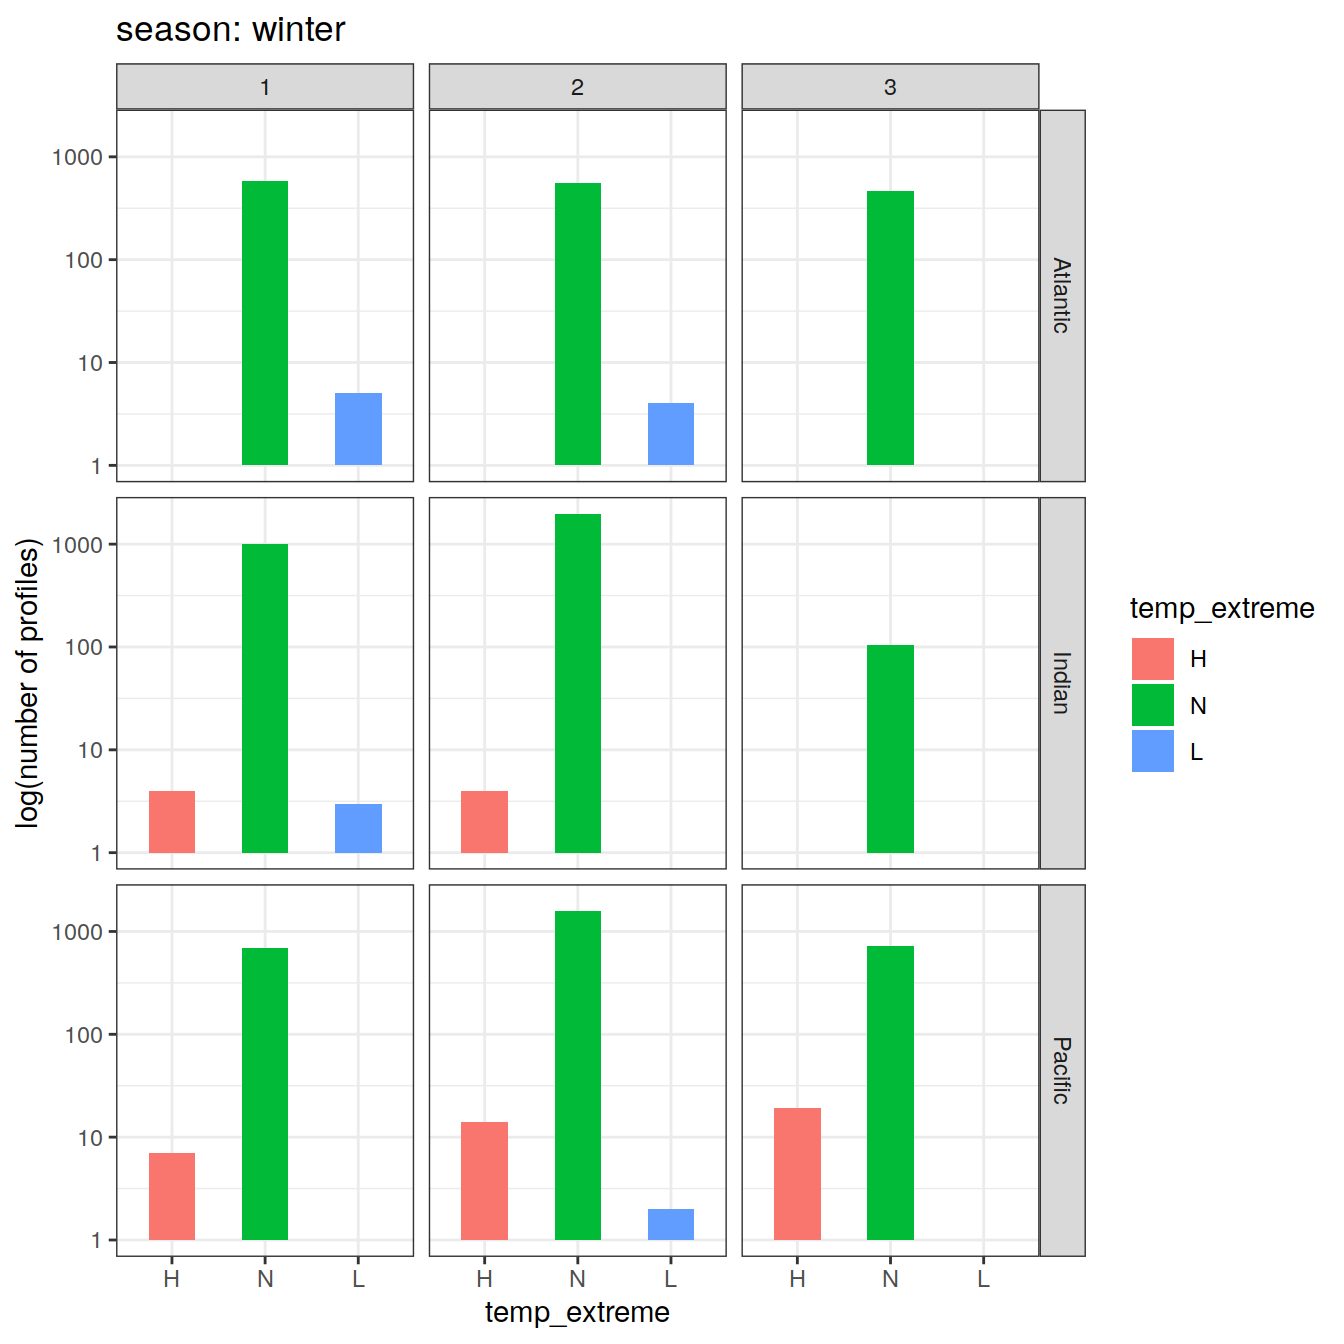 season: winter
1 2 3
1000
100
10
1
Atlantic
1000
100
10
1
Indian
1000
100
10
1
Pacific
log(number of profiles)
H N L H N L H N L
temp_extreme
temp_extreme
H
N
L